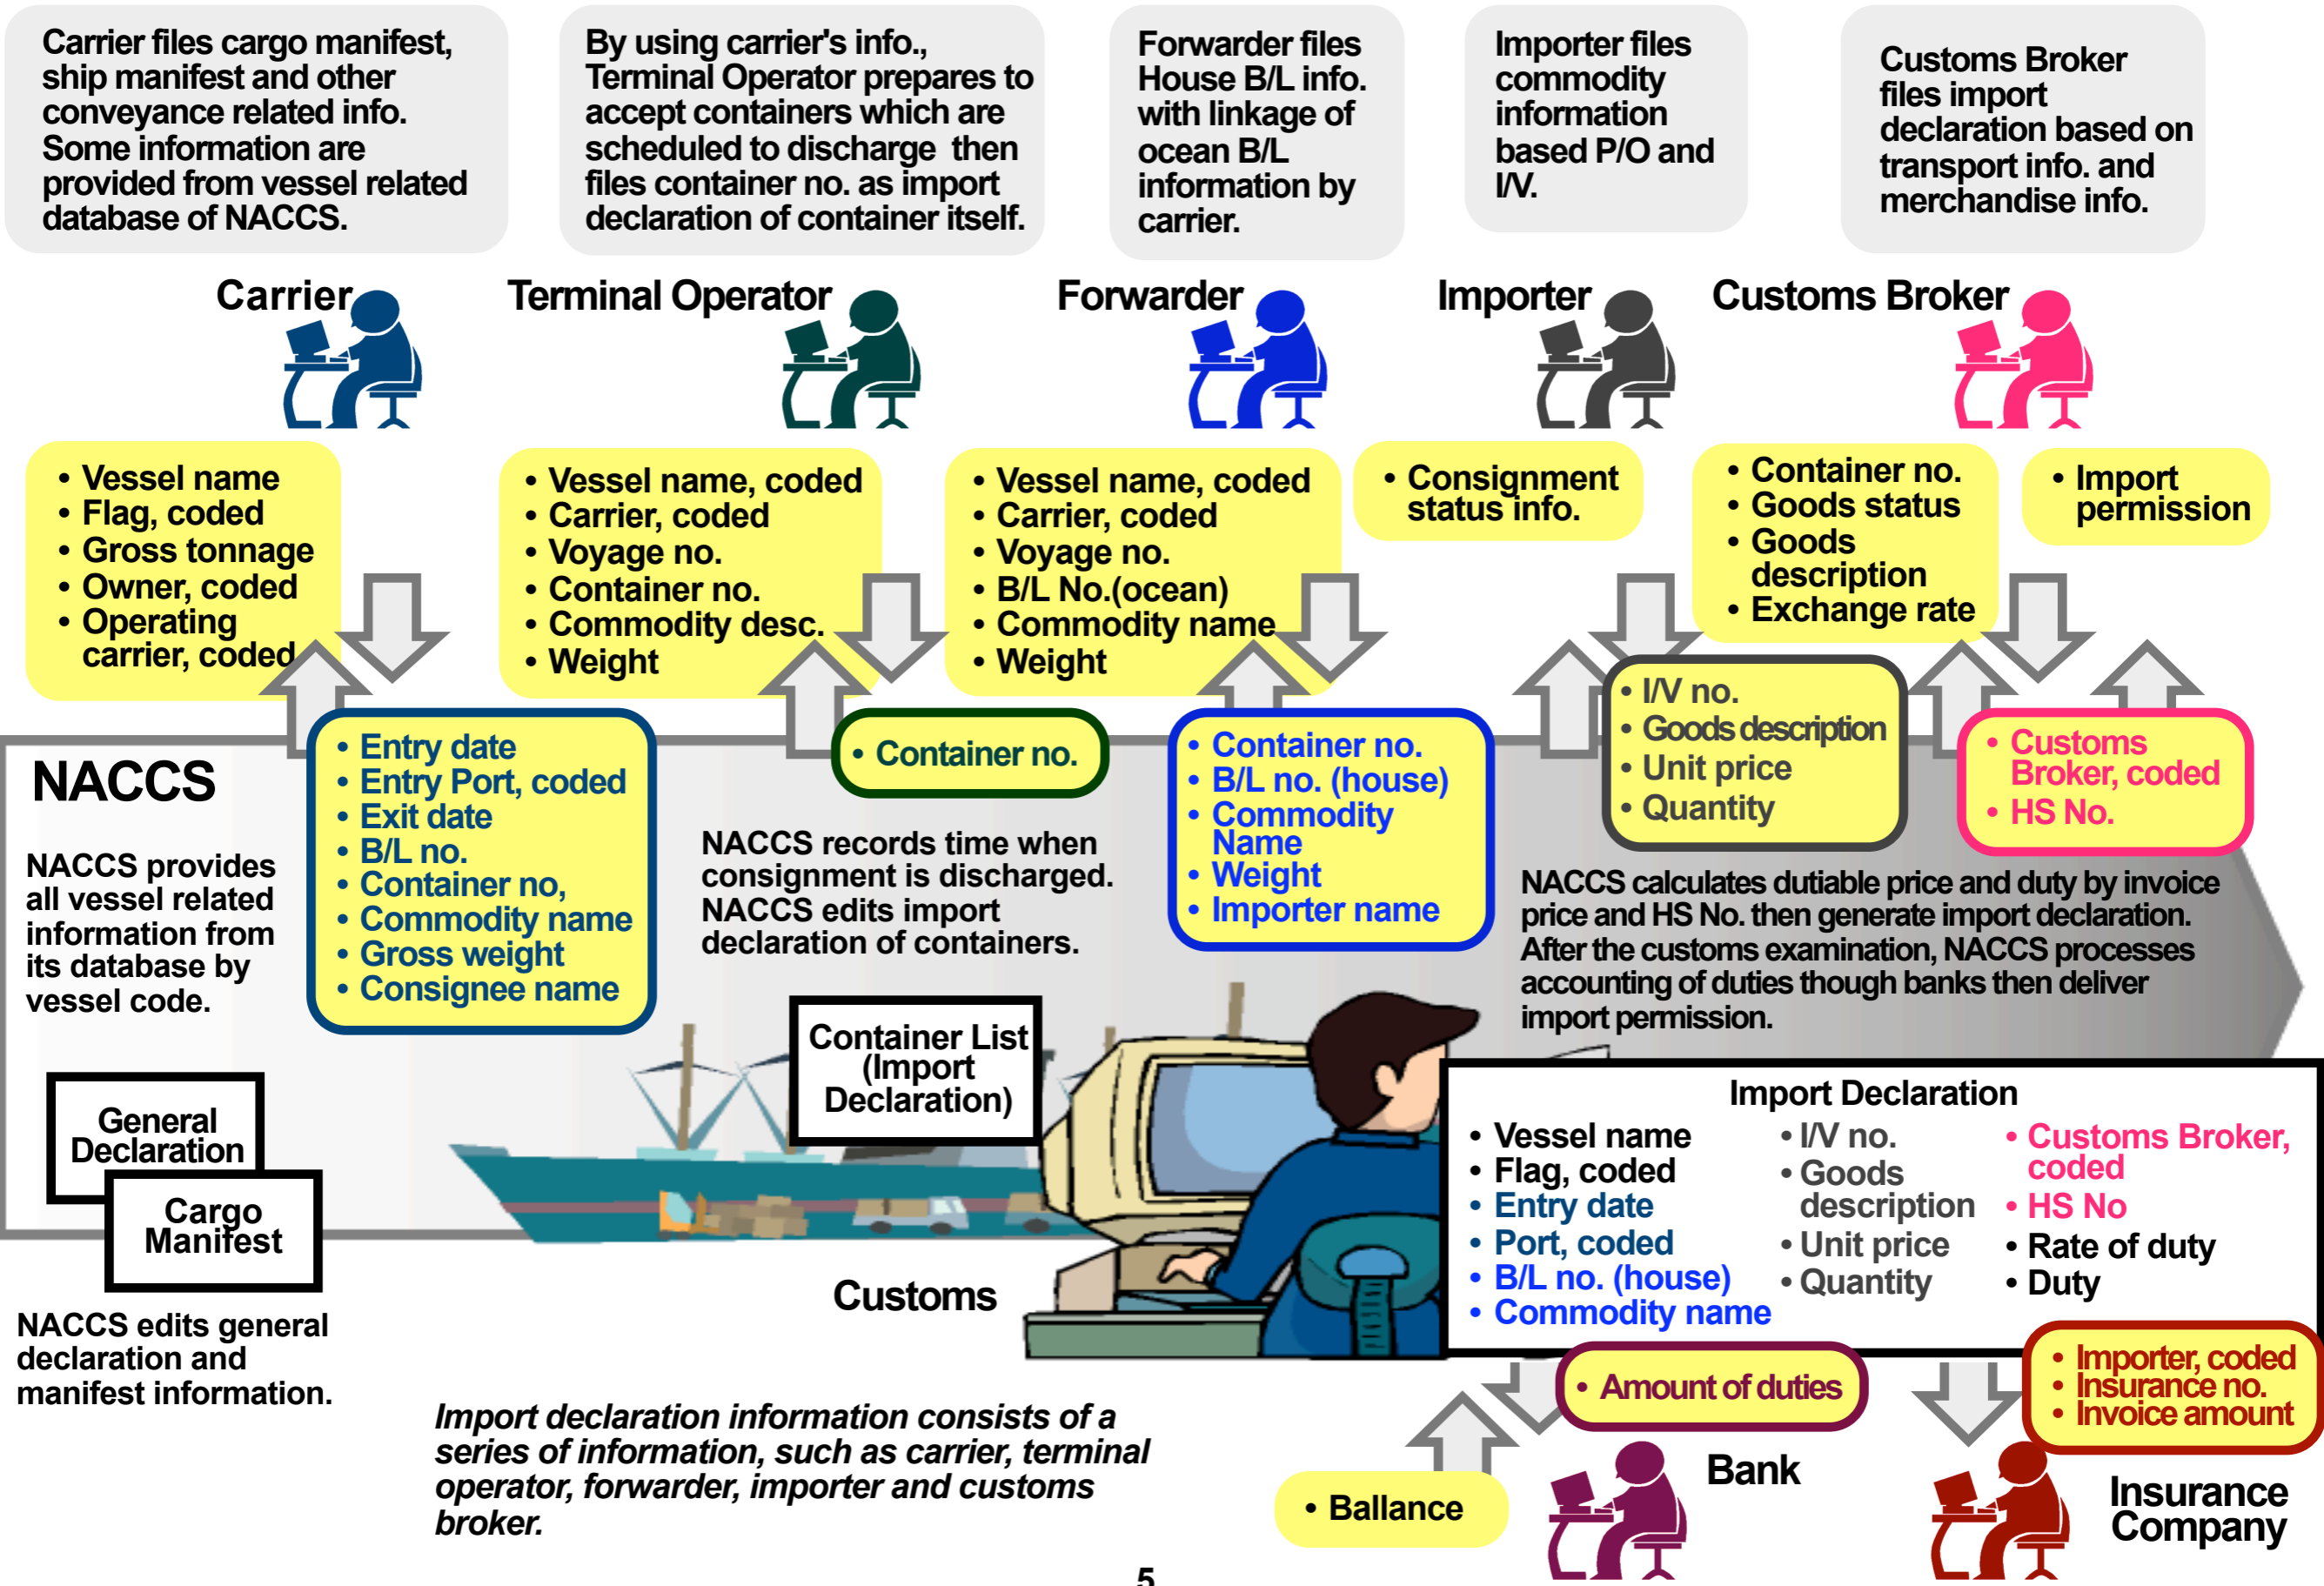 Carrier files cargo manifest,
ship manifest and other
conveyance related info.
Some information are
provided from vessel related
database of NACCS.
By using carrier's info.,
Terminal Operator prepares to
accept containers which are
scheduled to discharge then
files container no. as import
declaration of container itself.
Forwarder files
House B/L info.
with linkage of
ocean B/L
information by
carrier.
Importer files
commodity
information
based P/O and
I/V.
Customs Broker
files import
declaration based on
transport info. and
merchandise info.
Carrier
Terminal Operator
Forwarder
Importer
Customs Broker
• Vessel name
• Flag, coded
• Gross tonnage
• Owner, coded
• Operating
carrier, coded
• Vessel name, coded
• Carrier, coded
• Voyage no.
• Container no.
• Commodity desc.
• Weight
• Vessel name, coded
• Carrier, coded
• Voyage no.
• B/L No.(ocean)
• Commodity name
• Weight
• Consignment
status info.
• Container no.
• Goods status
• Goods
description
• Exchange rate
• Import
permission
NACCS
NACCS provides
all vessel related
information from
its database by
vessel code.
• Entry date
• Entry Port, coded
• Exit date
• B/L no.
• Container no,
• Commodity name
• Gross weight
• Consignee name
• Container no.
NACCS records time when
consignment is discharged.
NACCS edits import
declaration of containers.
• Container no.
• B/L no. (house)
• Commodity
Name
• Weight
• Importer name
• I/V no.
• Goods description
• Unit price
• Quantity
• Customs
Broker, coded
• HS No.
NACCS calculates dutiable price and duty by invoice
price and HS No. then generate import declaration.
After the customs examination, NACCS processes
accounting of duties though banks then deliver
import permission.
General
Declaration
Cargo
Manifest
NACCS edits general
declaration and
manifest information.
Container List
(Import
Declaration)
Customs
Import Declaration
• Vessel name
• Flag, coded
• Entry date
• Port, coded
• B/L no. (house)
• Commodity name
• I/V no.
• Goods
description
• Unit price
• Quantity
• Customs Broker,
coded
• HS No
• Rate of duty
• Duty
• Amount of duties
• Importer, coded
• Insurance no.
• Invoice amount
Import declaration information consists of a
series of information, such as carrier, terminal
operator, forwarder, importer and customs
broker.
• Ballance
Bank
Insurance
Company
5